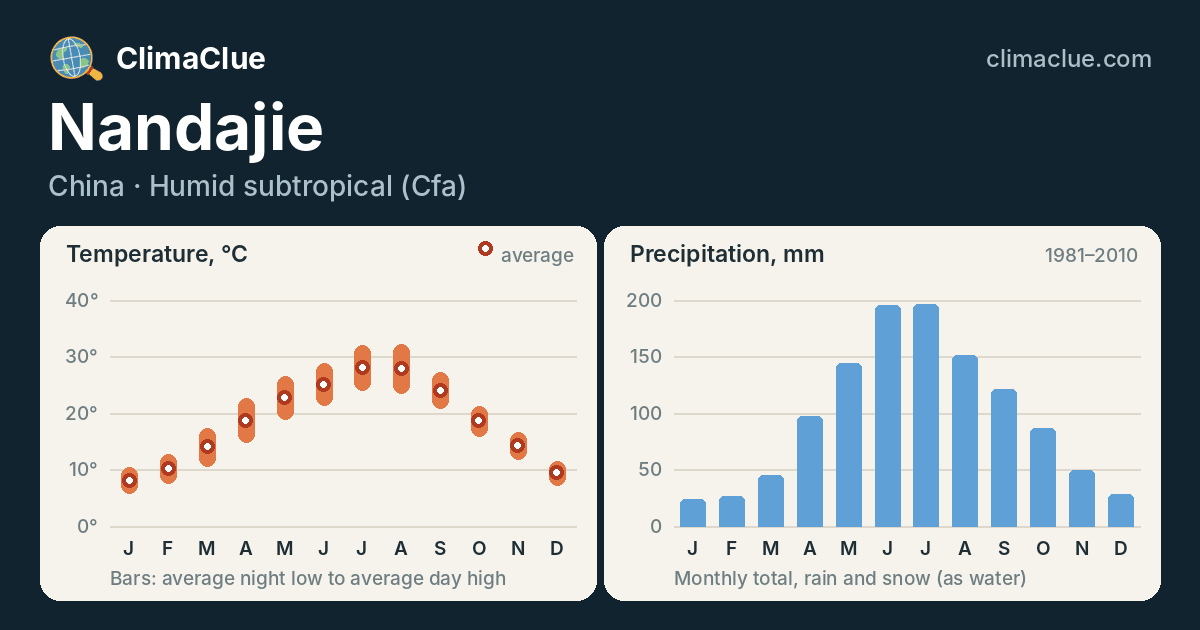 ClimaClue
climaclue.com
Nandajie
China · Humid subtropical (Cfa)
Temperature, °C
average
40°
30°
20°
10°
0°
J F M A M J J A S O N D
Bars: average night low to average day high
Precipitation, mm
1981–2010
200
150
100
50
0
J F M A M J J A S O N D
Monthly total, rain and snow (as water)